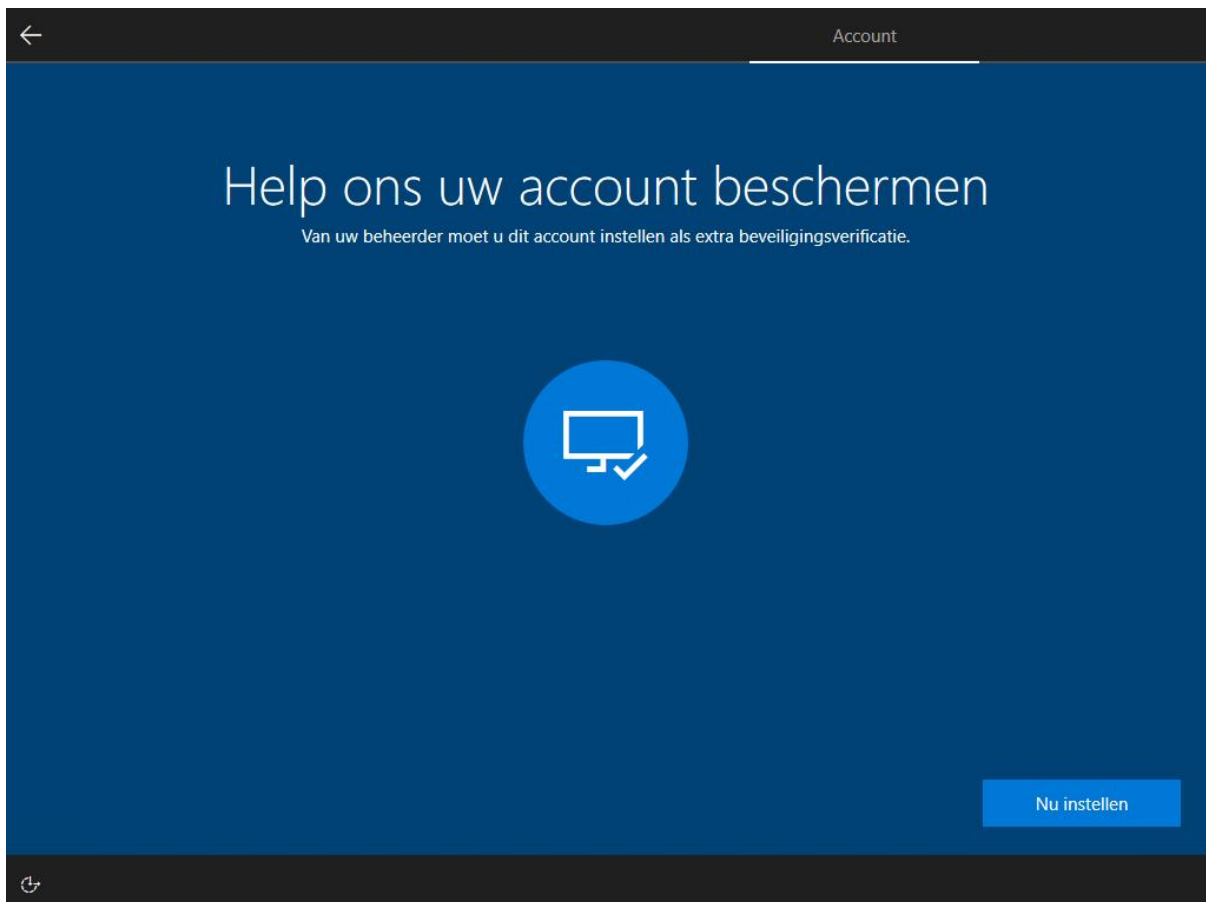 Account
Help ons uw account beschermen
Van uw beheerder moet u dit account instellen als extra beveiligingsverificatie.
Nu instellen